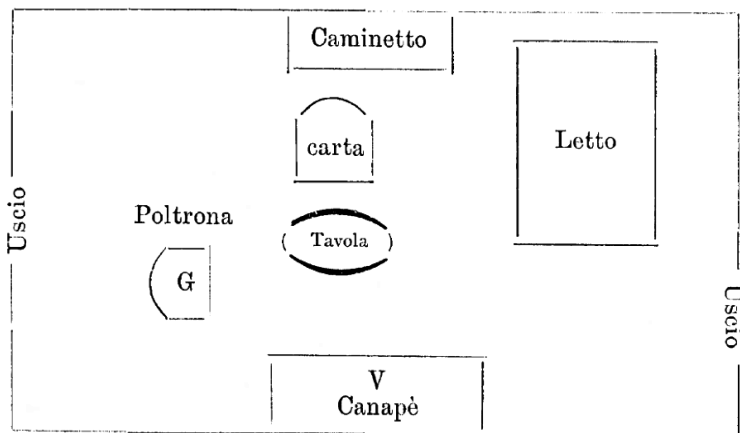 Caminetto
carta
Letto
Uscio
Poltrona
Tavola
G
Uscio
V
Canapè